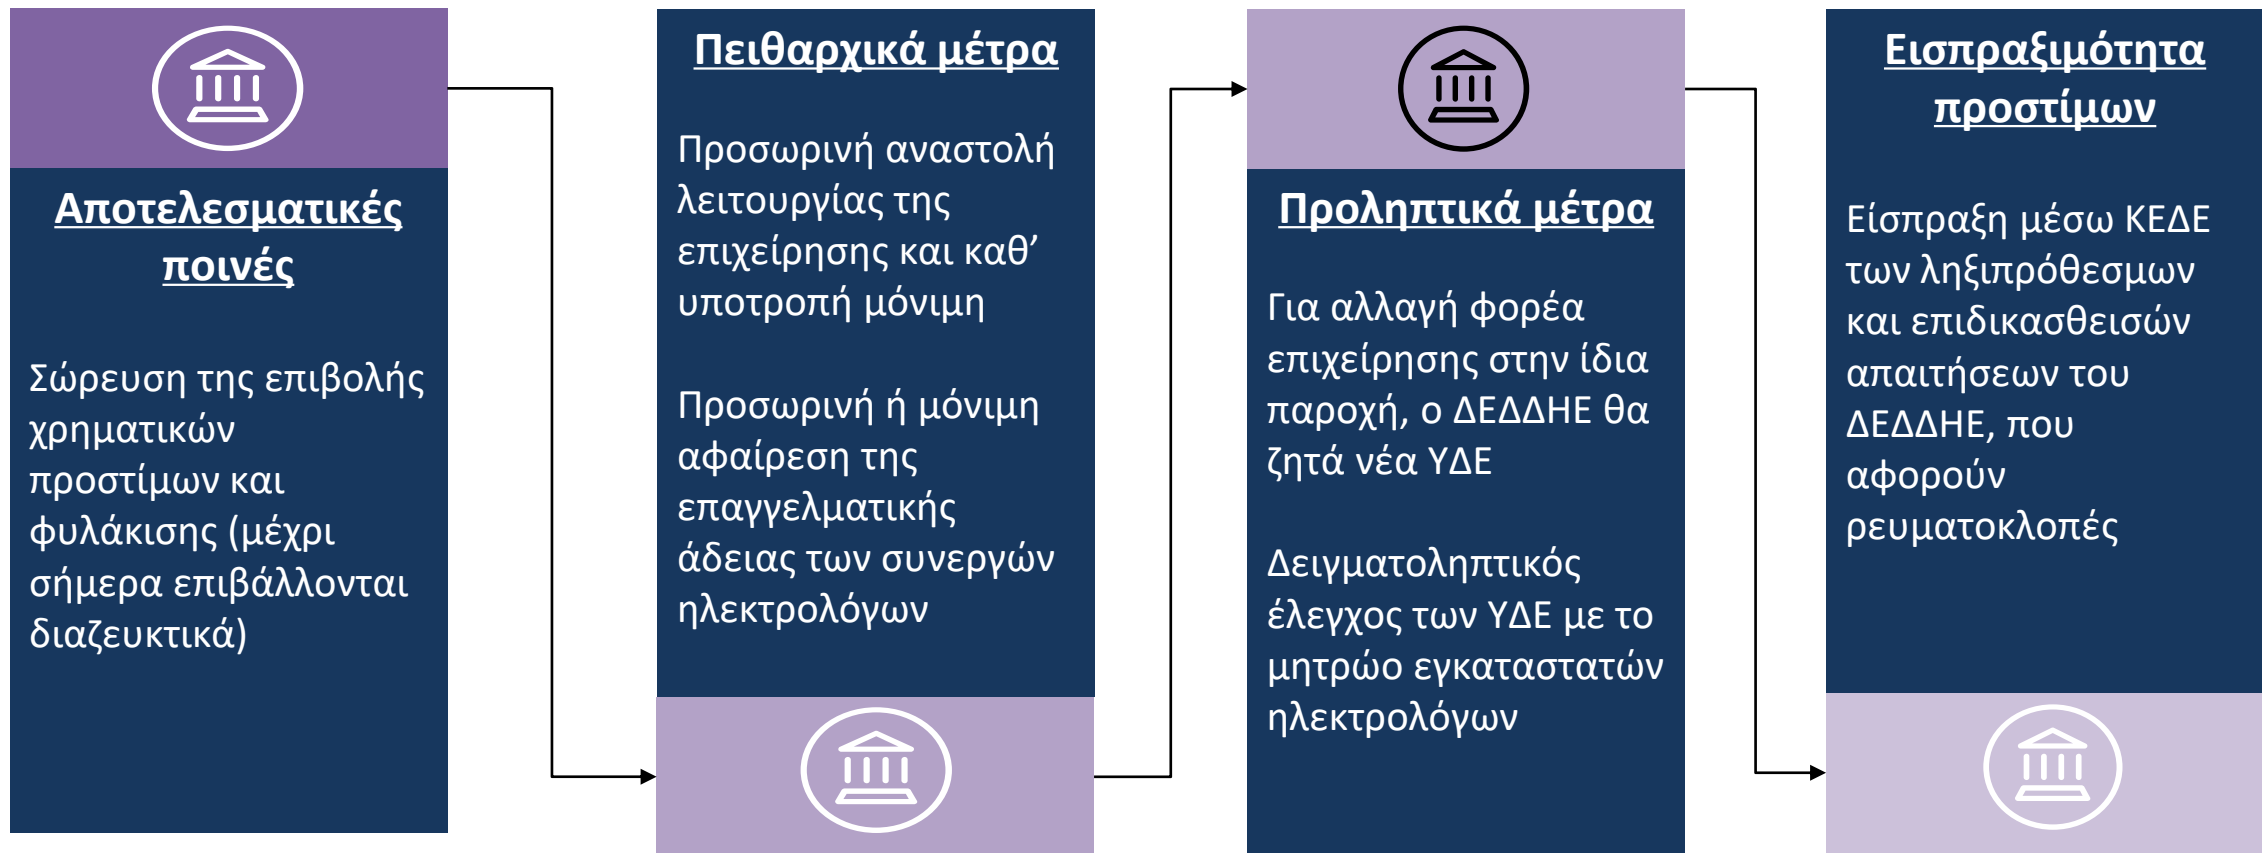 Αποτελεσματικές
ποινές
Σώρευση της επιβολής
χρηματικών
προστίμων και
φυλάκισης (μέχρι
σήμερα επιβάλλονται
διαζευκτικά)
Πειθαρχικά μέτρα
Προσωρινή αναστολή
λειτουργίας της
επιχείρησης και καθ’
υποτροπή μόνιμη
Προσωρινή ή μόνιμη
αφαίρεση της
επαγγελματικής
άδειας των συνεργών
ηλεκτρολόγων
Προληπτικά μέτρα
Για αλλαγή φορέα
επιχείρησης στην ίδια
παροχή, ο ΔΕΔΔΗΕ θα
ζητά νέα ΥΔΕ
Δειγματοληπτικός
έλεγχος των ΥΔΕ με το
μητρώο εγκαταστατών
ηλεκτρολόγων
Εισπραξιμότητα
προστίμων
Είσπραξη μέσω ΚΕΔΕ
των ληξιπρόθεσμων
και επιδικασθεισών
απαιτήσεων του
ΔΕΔΔΗΕ, που
αφορούν
ρευματοκλοπές